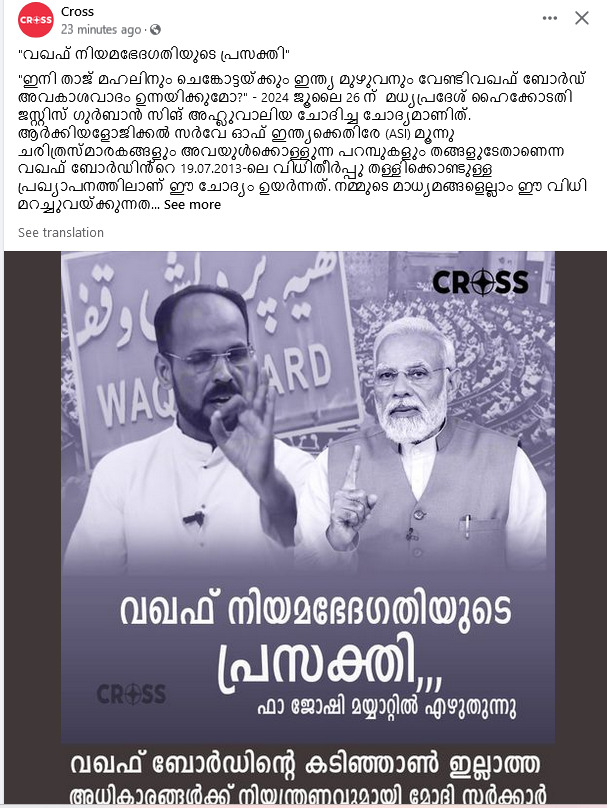 CROSS
Cross
23 minutes ago ·
"വഖഫ് നിയമഭേദഗതിയുടെ പ്രസക്തി"
"ഇനി താജ് മഹലിനും ചെങ്കോട്ടയ്ക്കും ഇന്ത്യ മുഴുവനും വേണ്ടിവഖഫ് ബോർഡ്
അവകാശവാദം ഉന്നയിക്കുമോ?" - 2024 ജൂലൈ 26 ന് മധ്യപ്രദേശ് ഹൈക്കോടതി
ജസ്റ്റിസ് ഗുർബാൻ സിങ് അഹ്ലുവാലിയ ചോദിച്ച ചോദ്യമാണിത്.
ആർക്കിയളോജിക്കൽ സർവേ ഓഫ് ഇന്ത്യക്കെതിരേ (ASI) മൂന്നു
ചരിത്രസ്മാരകങ്ങളും അവയുൾക്കൊള്ളുന്ന പറമ്പുകളും തങ്ങളുടേതാണെന്ന
വഖഫ് ബോർഡിൻ്റെ 19.07.2013-ലെ വിധിതീർപ്പു തള്ളിക്കൊണ്ടുള്ള
പ്രഖ്യാപനത്തിലാണ് ഈ ചോദ്യം ഉയർന്നത്. നമ്മുടെ മാധ്യമങ്ങളെല്ലാം ഈ വിധി
മറച്ചുവയ്ക്കുന്നത... See more
See translation
CROSS
WAQ ARD
വഖഫ് നിയമഭേദഗതിയുടെ
പ്രസക്തി,,,
CROSS
ഫാ ജോഷി മയ്യാറ്റിൽ എഴുതുന്നു
വഖഫ് ബോർഡിന്റെ കടിഞ്ഞാൺ ഇല്ലാത്ത
അധികാരങ്ങൾക്ക് നിയന്ത്രണവുമായി മോദി സർക്കാർ